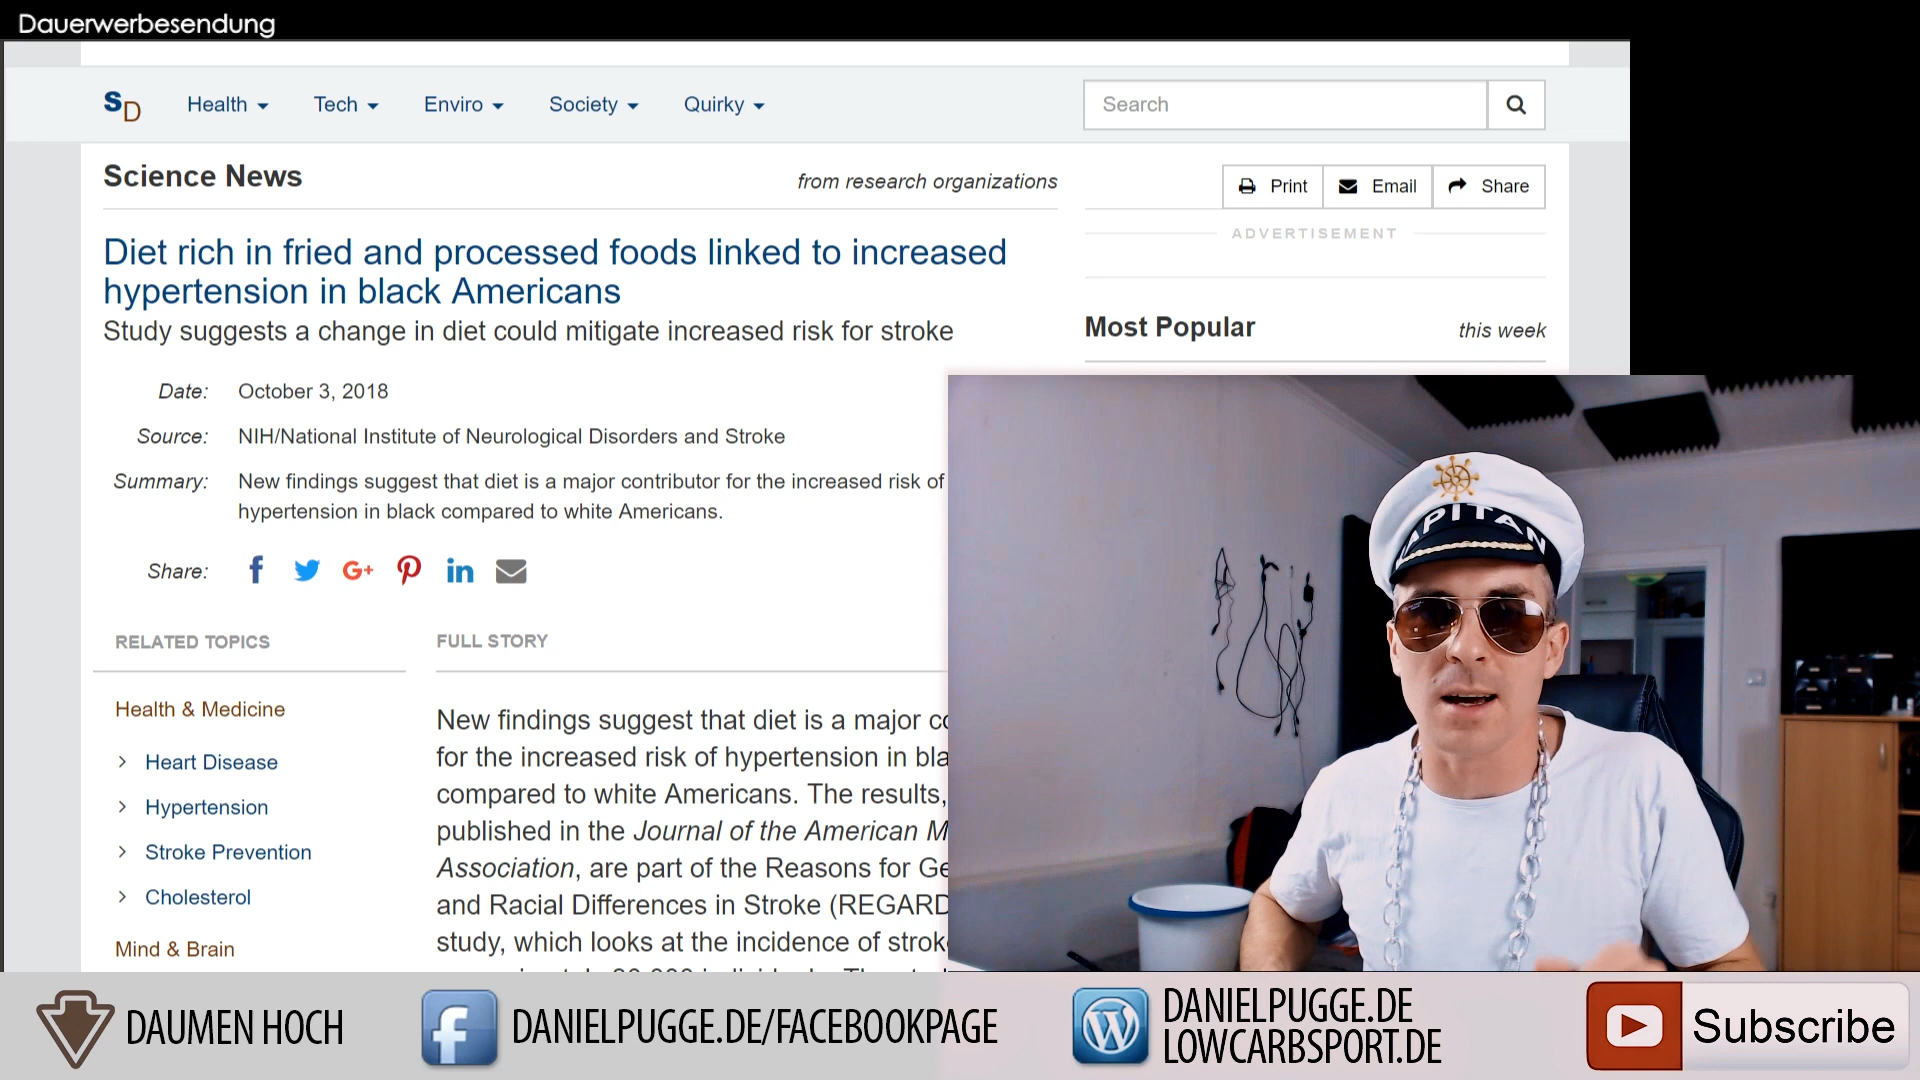 Dauerwerbesendung
SD
Health
Tech
Enviro
Society
Quirky
Search
Science News
from research organizations
Print
Email
Share
ADVERTISEMENT
Diet rich in fried and processed foods linked to increased
hypertension in black Americans
Study suggests a change in diet could mitigate increased risk for stroke
Most Popular
this week
Date: October 3, 2018
Source: NIH/National Institute of Neurological Disorders and Stroke
Summary: New findings suggest that diet is a major contributor for the increased risk of
hypertension in black compared to white Americans.
Share: f G+ in
RELATED TOPICS
Health & Medicine
Heart Disease
Hypertension
Stroke Prevention
Cholesterol
Mind & Brain
FULL STORY
New findings suggest that diet is a major co
for the increased risk of hypertension in bla
compared to white Americans. The results,
published in the Journal of the American M
Association, are part of the Reasons for Ge
and Racial Differences in Stroke (REGARD
study, which looks at the incidence of strok
APITAN
DAUMEN HOCH
f
DANIELPUGGE.DE/FACEBOOKPAGE
W
DANIELPUGGE.DE
LOWCARBSPORT.DE
Subscribe